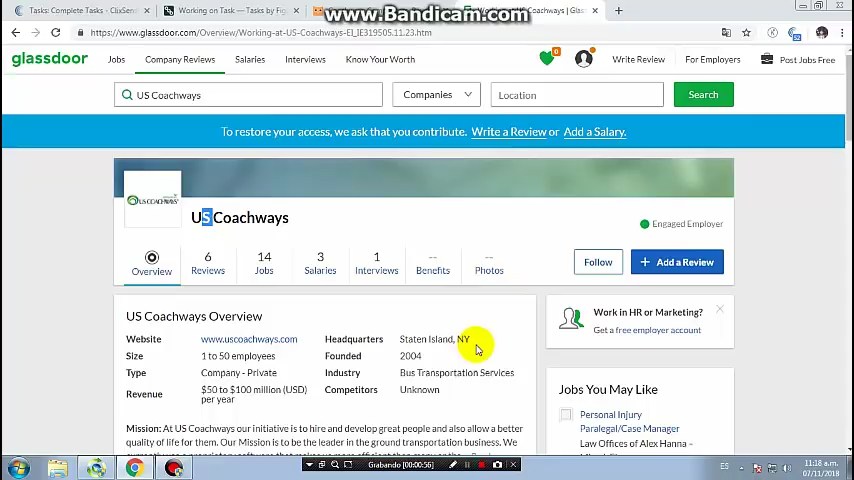 www.Bandicam.com
Tasks: Complete Tasks - ClixSen
Working on Task — Tasks by Fig
US Coachways | Glass
https://www.glassdoor.com/Overview/Working-at-US-Coachways-EI_IE319505.11.23.htm
glassdoor
Jobs
Company Reviews
Salaries
Interviews
Know Your Worth
0
Write Review
For Employers
Post Jobs Free
US Coachways
Companies
Location
Search
To restore your access, we ask that you contribute. Write a Review or Add a Salary.
US COACHWAYS
US Coachways
Engaged Employer
Overview
6 Reviews
14 Jobs
3 Salaries
1 Interviews
-- Benefits
-- Photos
Follow
+ Add a Review
US Coachways Overview
Website www.uscoachways.com Headquarters Staten Island, NY
Size 1 to 50 employees Founded 2004
Type Company - Private Industry Bus Transportation Services
Revenue $50 to $100 million (USD) per year Competitors Unknown
Mission: At US Coachways our initiative is to hire and develop great people and also allow a better
quality of life for them. Our Mission is to be the leader in the ground transportation business. We
Work in HR or Marketing?
Get a free employer account
Jobs You May Like
Personal Injury
Paralegal/Case Manager
Law Offices of Alex Hanna –
Grabando [00:00:56]
ES
11:18 a.m.
07/11/2018